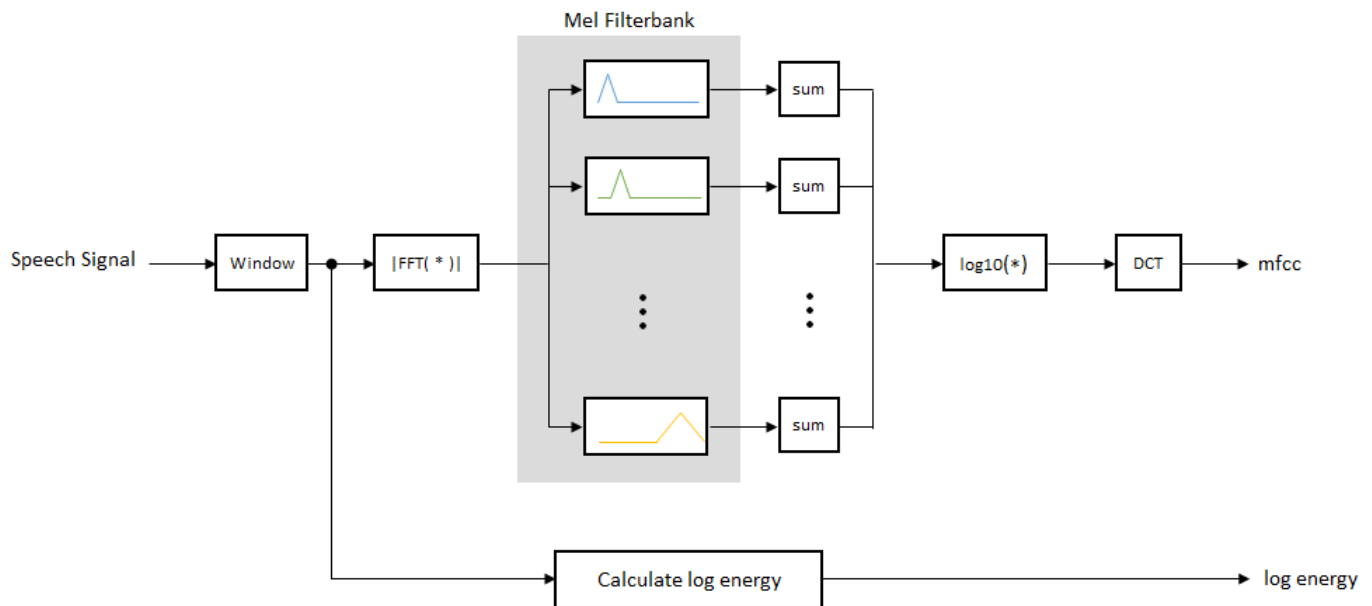 Mel Filterbank
sum
sum
Speech Signal
Window
|FFT( * )|
log10(*)
DCT
mfcc
sum
Calculate log energy
log energy